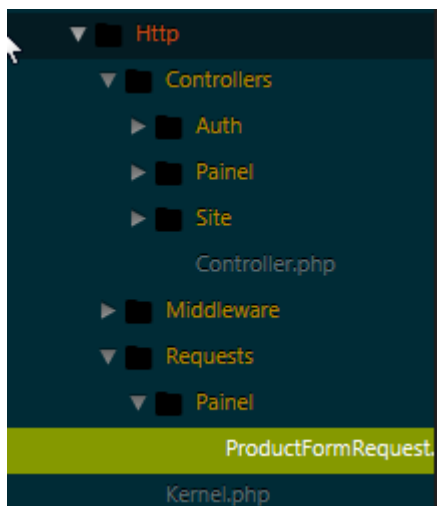 Http
Controllers
Auth
Painel
Site
Controller.php
Middleware
Requests
Painel
ProductFormRequest.
Kernel.php